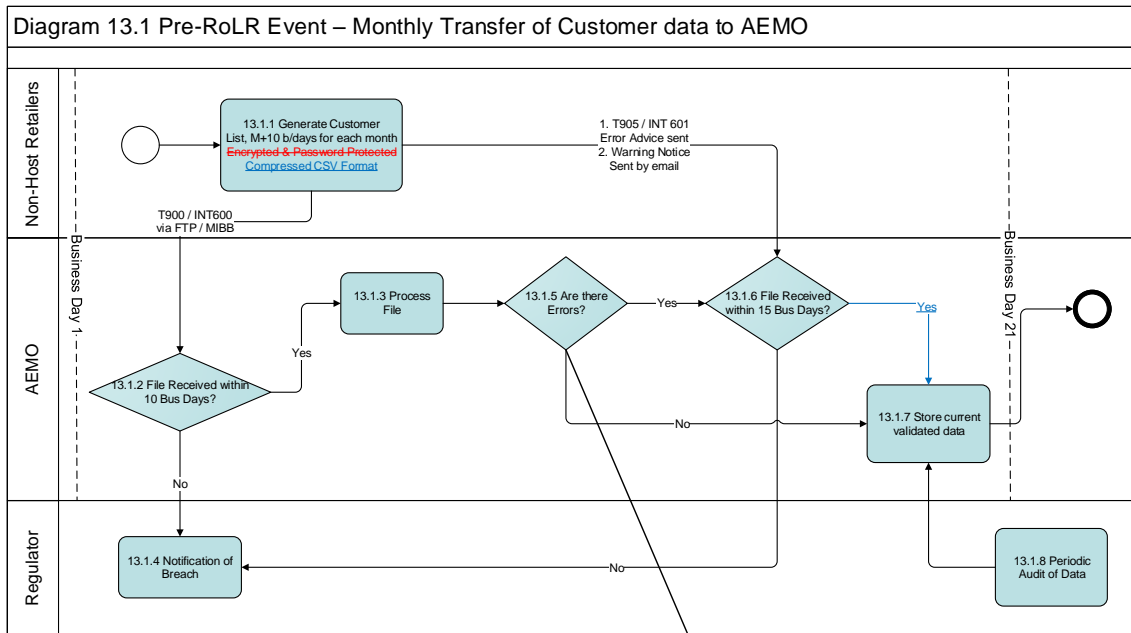 Diagram 13.1 Pre-RoLR Event – Monthly Transfer of Customer data to AEMO
Non-Host Retailers
13.1.1 Generate Customer
List, M+10 b/days for each month
Encrypted & Password Protected
Compressed CSV Format
1. T905 / INT 601
Error Advice sent
2. Warning Notice
Sent by email
T900 / INT600
via FTP / MIBB
Business Day 1
Business Day 21
AEMO
13.1.3 Process
File
13.1.5 Are there
Errors?
Yes
13.1.6 File Received
within 15 Bus Days?
Yes
Yes
13.1.2 File Received within
10 Bus Days?
No
13.1.7 Store current
validated data
No
Regulator
13.1.4 Notification of
Breach
No
13.1.8 Periodic
Audit of Data